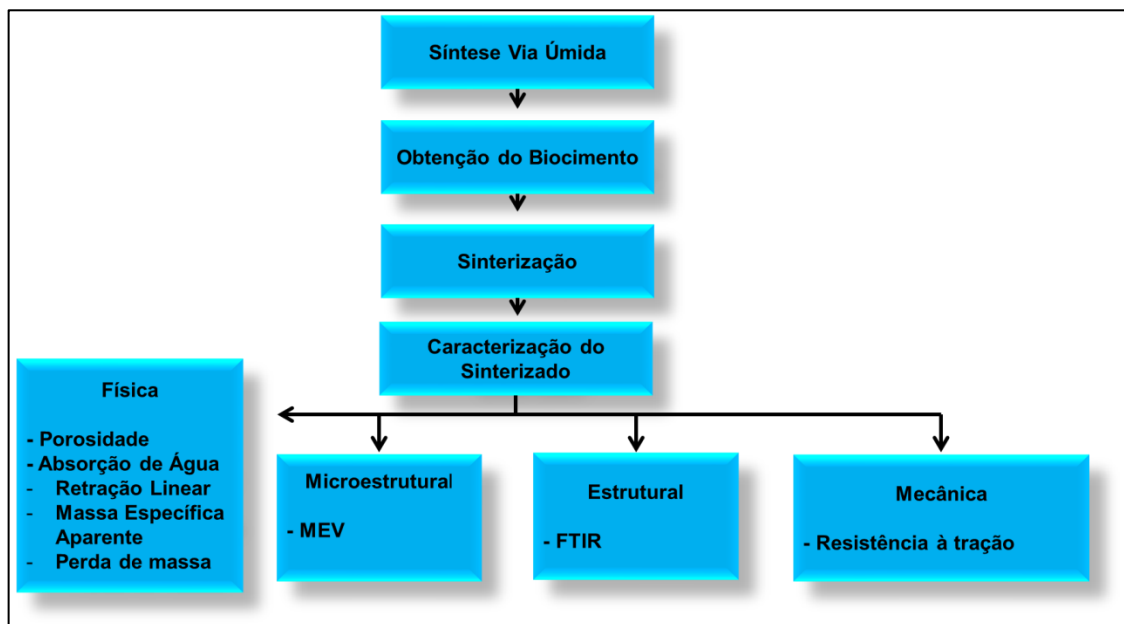 Síntese Via Úmida
Obtenção do Biocimento
Sinterização
Caracterização do
Sinterizado
Física
- Porosidade
- Absorção de Água
- Retração Linear
- Massa Específica
Aparente
- Perda de massa
Microestrutural
- MEV
Estrutural
- FTIR
Mecânica
- Resistência à tração